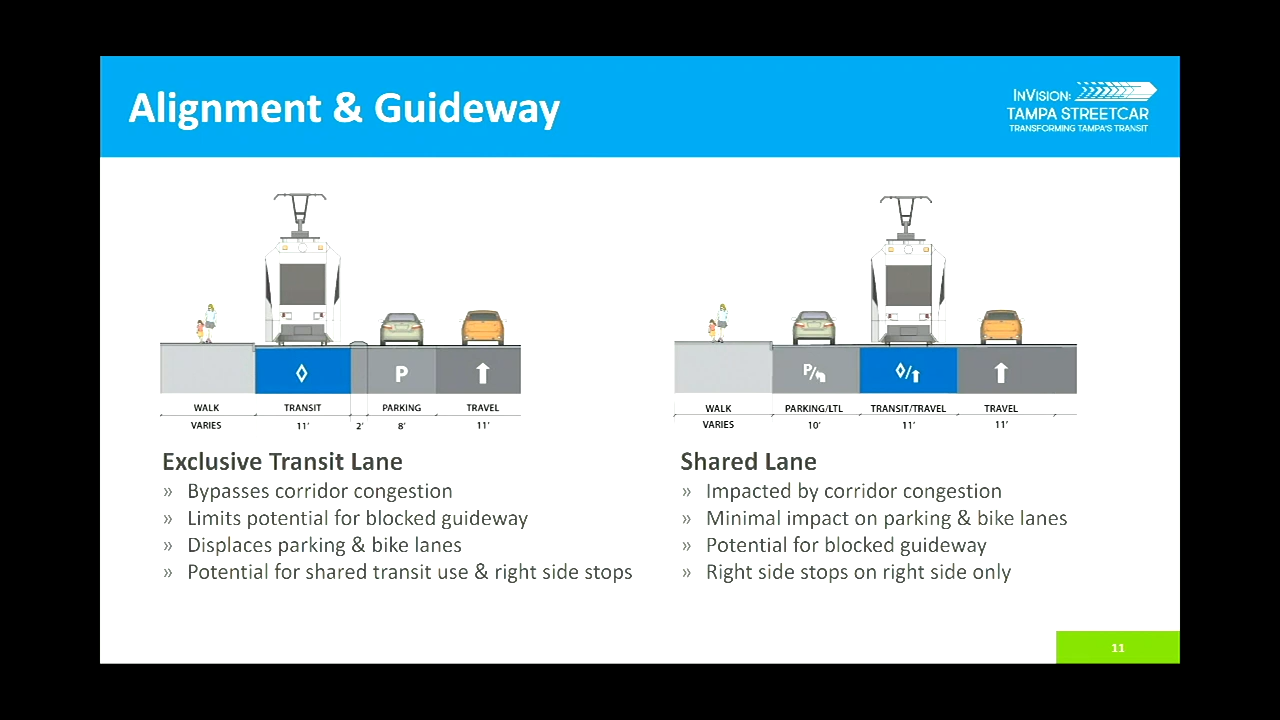 Alignment & Guideway
INVISION:
TAMPA STREETCAR
TRANSFORMING TAMPA'S TRANSIT
P
WALK
TRANSIT
PARKING
TRAVEL
VARIES
11'
2'
8'
11'
P/
/
WALK
PARKING/LTL
TRANSIT/TRAVEL
TRAVEL
VARIES
10'
11'
11'
Exclusive Transit Lane
» Bypasses corridor congestion
» Limits potential for blocked guideway
» Displaces parking & bike lanes
» Potential for shared transit use & right side stops
Shared Lane
» Impacted by corridor congestion
» Minimal impact on parking & bike lanes
» Potential for blocked guideway
» Right side stops on right side only
11